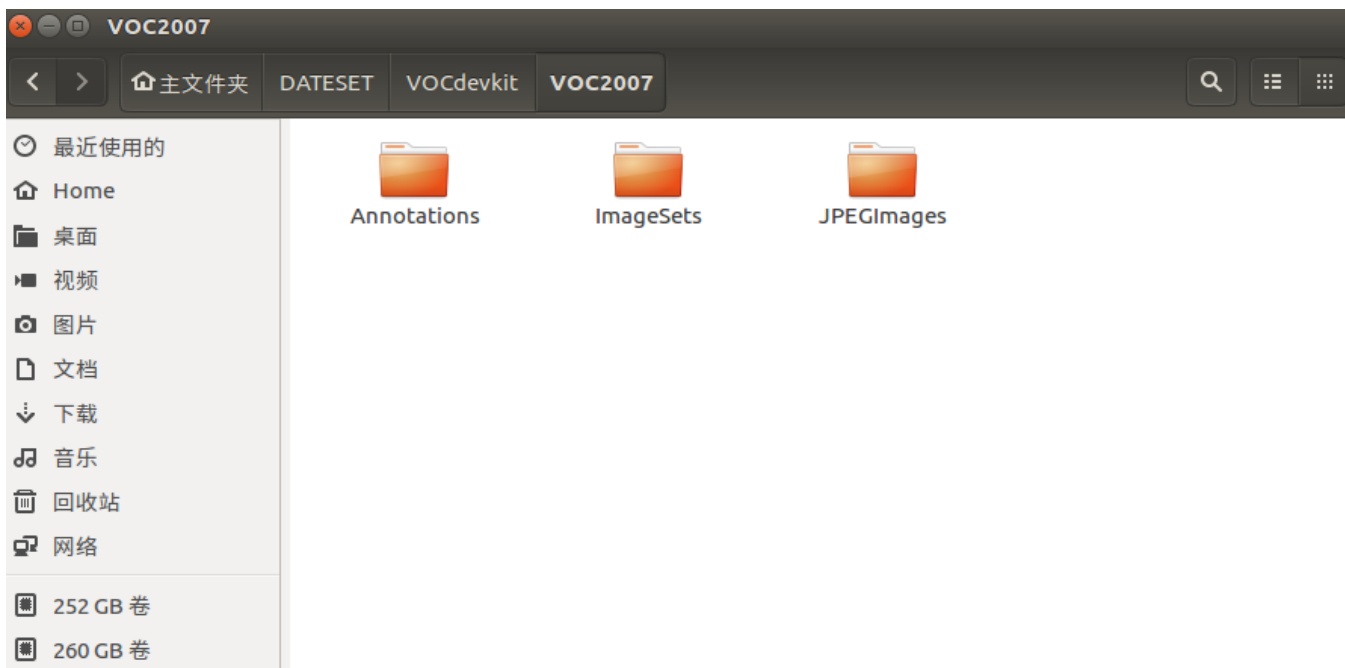 VOC2007
主文件夹 DATESET VOCdevkit VOC2007
最近使用的
Home
桌面
视频
图片
文档
下载
音乐
回收站
网络
252 GB 卷
260 GB 卷
Annotations ImageSets JPEGImages